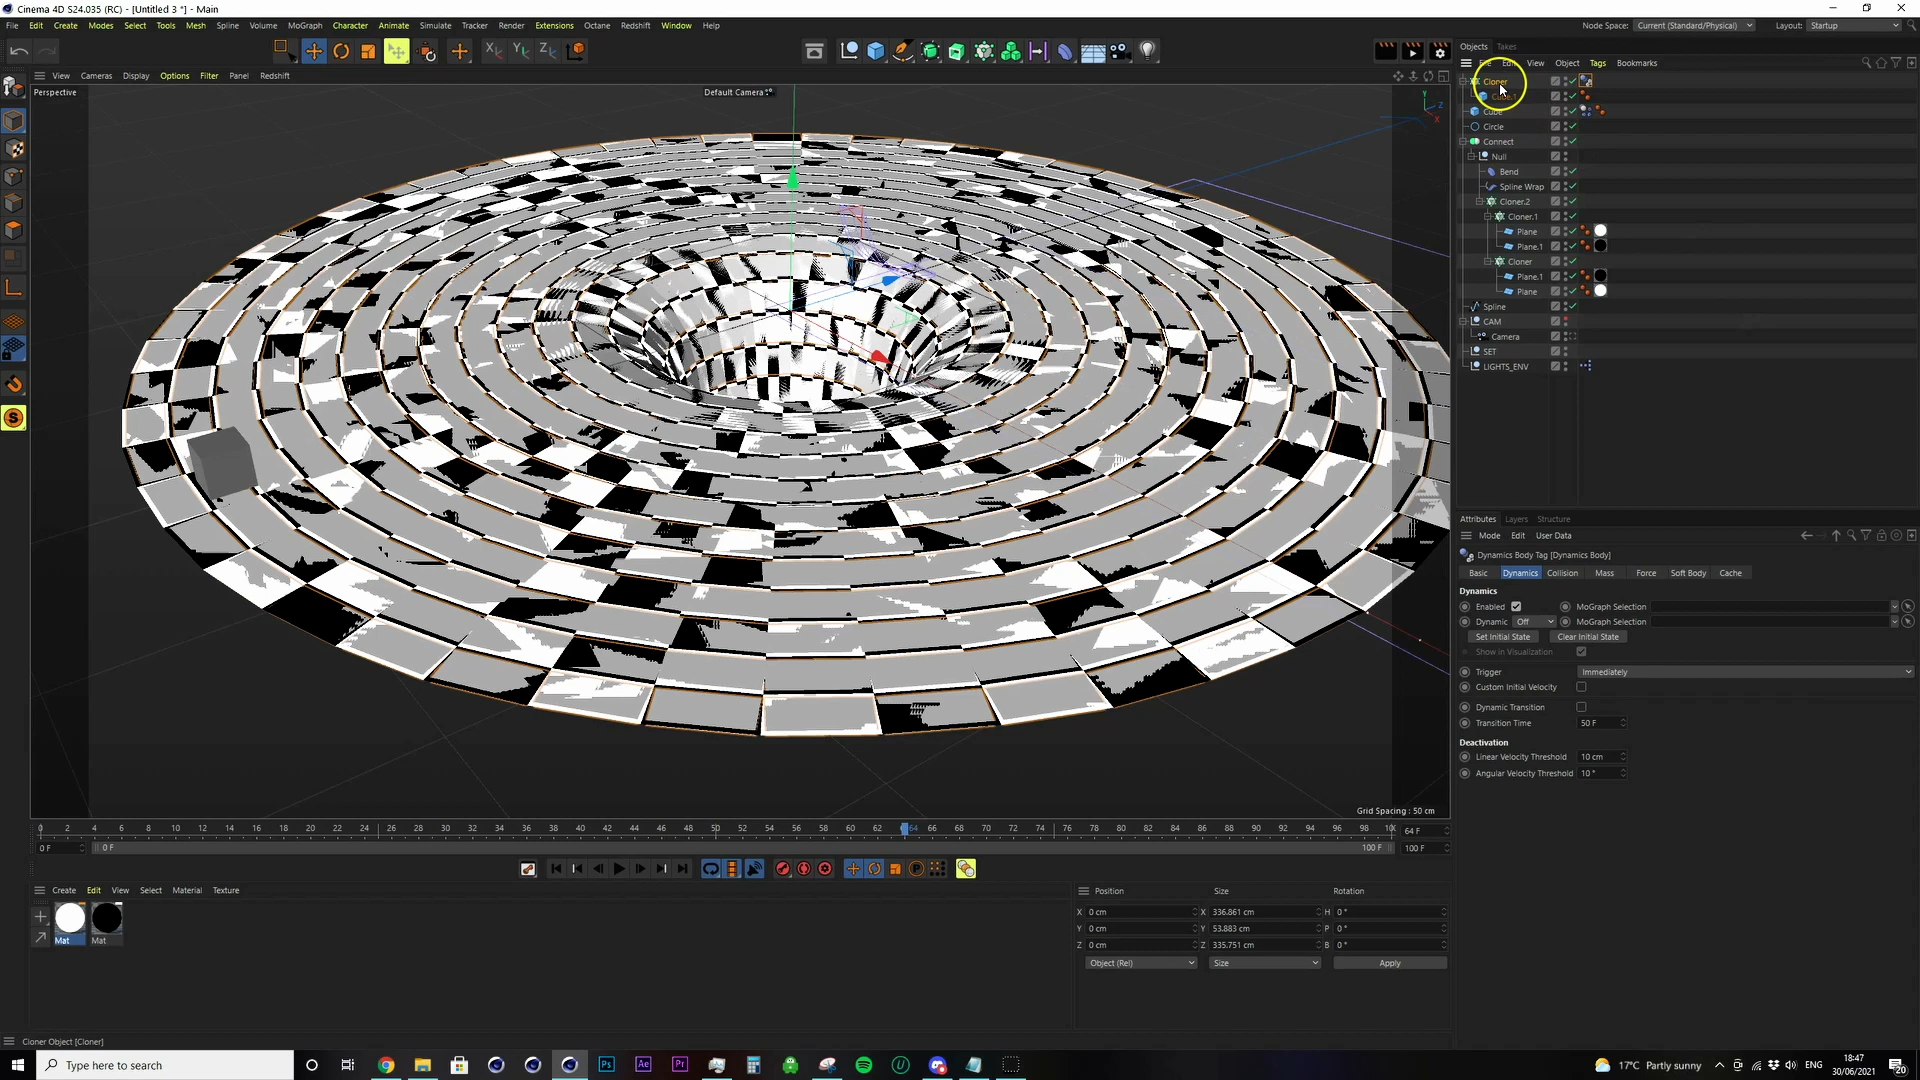 Cinema 4D S24.035 (RC) - [Untitled 3 *] - Main
File Edit Create Modes Select Tools Mesh Spline Volume MoGraph Character Animate Simulate Tracker Render Extensions Octane Redshift Window Help
Node Space: Current (Standard/Physical) Layout: Startup
View Cameras Display Options Filter Panel Redshift
Perspective
Default Camera
Objects Takes
Edit View Object Tags Bookmarks
Cloner
Cube.1
Cube
Circle
Connect
Null
Bend
Spline Wrap
Cloner.2
Cloner.1
Plane
Plane.1
Cloner
Plane.1
Plane
Spline
CAM
Camera
SET
LIGHTS_ENV
Attributes Layers Structure
Mode Edit User Data
Dynamics Body Tag [Dynamics Body]
Basic Dynamics Collision Mass Force Soft Body Cache
Dynamics
Enabled MoGraph Selection
Dynamic Off MoGraph Selection
Set Initial State Clear Initial State
Show in Visualization
Trigger Immediately
Custom Initial Velocity
Dynamic Transition
Transition Time 50 F
Deactivation
Linear Velocity Threshold 10 cm
Angular Velocity Threshold 10 °
Grid Spacing : 50 cm
0 2 4 6 8 10 12 14 16 18 20 22 24 26 28 30 32 34 36 38 40 42 44 46 48 50 52 54 56 58 60 62 64 66 68 70 72 74 76 78 80 82 84 86 88 90 92 94 96 98 64 F
0 F 0 F 100 F 100 F
Create Edit View Select Material Texture
Mat Mat
Position Size Rotation
X 0 cm X 336.861 cm H 0 °
Y 0 cm Y 53.883 cm P 0 °
Z 0 cm Z 335.751 cm B 0 °
Object (Rel) Size Apply
Cloner Object [Cloner]
Type here to search
Ps Ae Pr
17°C Partly sunny ENG
18:47
30/06/2021
20